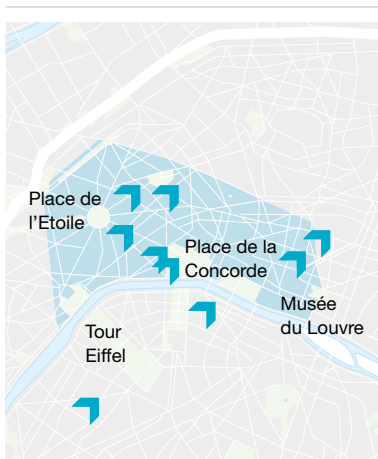 Place de
l'Etoile
Place de la
Concorde
Musée
du Louvre
Tour
Eiffel